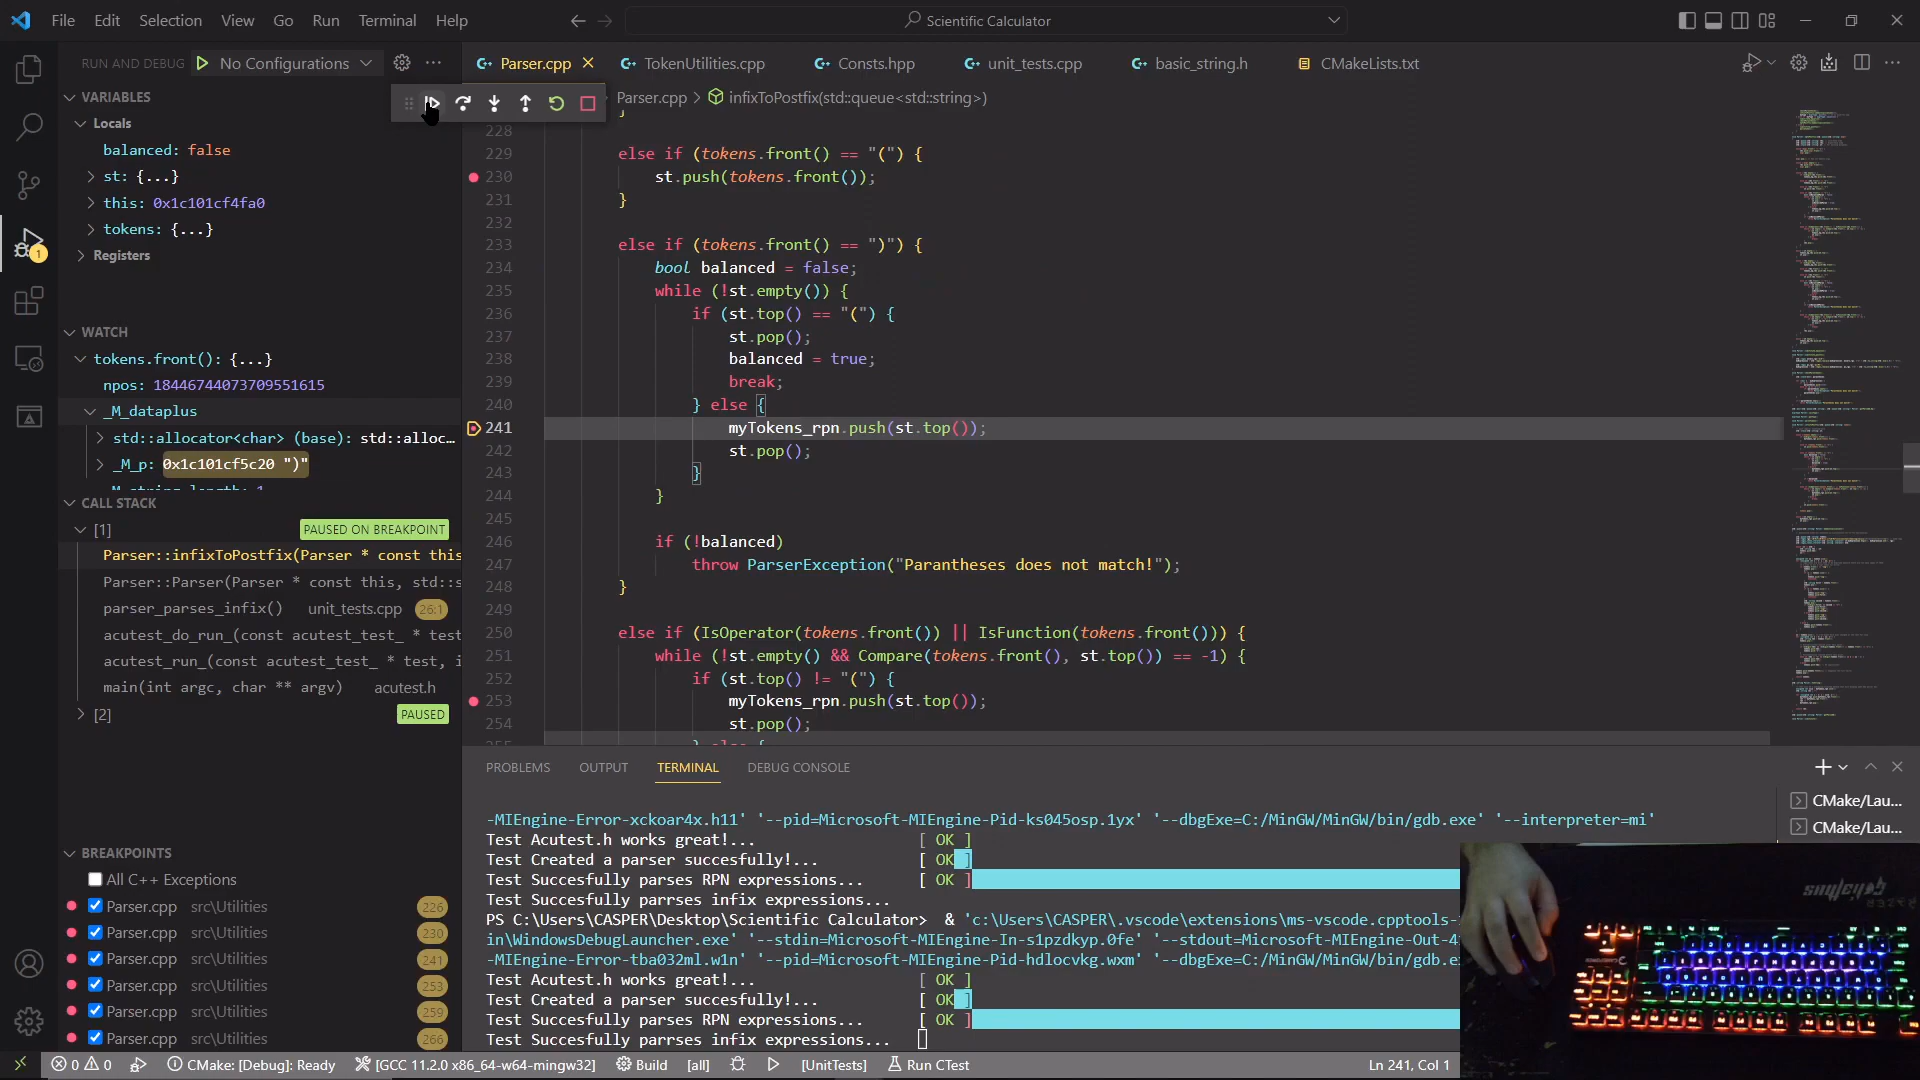 File Edit Selection View Go Run Terminal Help
Scientific Calculator
RUN AND DEBUG No Configurations
VARIABLES
Locals
balanced: false
st: {...}
this: 0x1c101cf4fa0
tokens: {...}
Registers
WATCH
tokens.front(): {...}
npos: 18446744073709551615
_M_dataplus
std::allocator<char> (base): std::alloc...
_M_p: 0x1c101cf5c20 ")"
_M_string_length: 1
CALL STACK
[1] PAUSED ON BREAKPOINT
Parser::infixToPostfix(Parser * const this
Parser::Parser(Parser * const this, std::s
parser_parses_infix() unit_tests.cpp 26:1
acutest_do_run_(const acutest_test_ * test
acutest_run_(const acutest_test_ * test, i
main(int argc, char ** argv) acutest.h
[2] PAUSED
BREAKPOINTS
All C++ Exceptions
Parser.cpp src\Utilities 226
Parser.cpp src\Utilities 230
Parser.cpp src\Utilities 241
Parser.cpp src\Utilities 253
Parser.cpp src\Utilities 259
Parser.cpp src\Utilities 266
Parser.cpp TokenUtilities.cpp Consts.hpp unit_tests.cpp basic_string.h CMakeLists.txt
Parser.cpp > infixToPostfix(std::queue<std::string>)
228 }
229 else if (tokens.front() == "(") {
230 st.push(tokens.front());
231 }
232
233 else if (tokens.front() == ")") {
234 bool balanced = false;
235 while (!st.empty()) {
236 if (st.top() == "(") {
237 st.pop();
238 balanced = true;
239 break;
240 } else {
241 myTokens_rpn.push(st.top());
242 st.pop();
243 }
244 }
245
246 if (!balanced)
247 throw ParserException("Parantheses does not match!");
248 }
249
250 else if (IsOperator(tokens.front()) || IsFunction(tokens.front())) {
251 while (!st.empty() && Compare(tokens.front(), st.top()) == -1) {
252 if (st.top() != "(") {
253 myTokens_rpn.push(st.top());
254 st.pop();
255 } else {
PROBLEMS OUTPUT TERMINAL DEBUG CONSOLE
-MIEngine-Error-xckoar4x.h11' '--pid=Microsoft-MIEngine-Pid-ks045osp.1yx' '--dbgExe=C:/MinGW/MinGW/bin/gdb.exe' '--interpreter=mi'
Test Acutest.h works great!... [ OK ]
Test Created a parser succesfully!... [ OK ]
Test Succesfully parses RPN expressions... [ OK ]
Test Succesfully parrses infix expressions...
PS C:\Users\CASPER\Desktop\Scientific Calculator> & 'c:\Users\CASPER\.vscode\extensions\ms-vscode.cpptools-
in\WindowsDebugLauncher.exe' '--stdin=Microsoft-MIEngine-In-s1pzdkyp.0fe' '--stdout=Microsoft-MIEngine-Out-4
-MIEngine-Error-tba032ml.w1n' '--pid=Microsoft-MIEngine-Pid-hdlocvkg.wxm' '--dbgExe=C:/MinGW/MinGW/bin/gdb.e
Test Acutest.h works great!... [ OK ]
Test Created a parser succesfully!... [ OK ]
Test Succesfully parses RPN expressions... [ OK ]
Test Succesfully parrses infix expressions...
CMake/Lau...
CMake/Lau...
0 0 CMake: [Debug]: Ready [GCC 11.2.0 x86_64-w64-mingw32] Build [all] [UnitTests] Run CTest Ln 241, Col 1